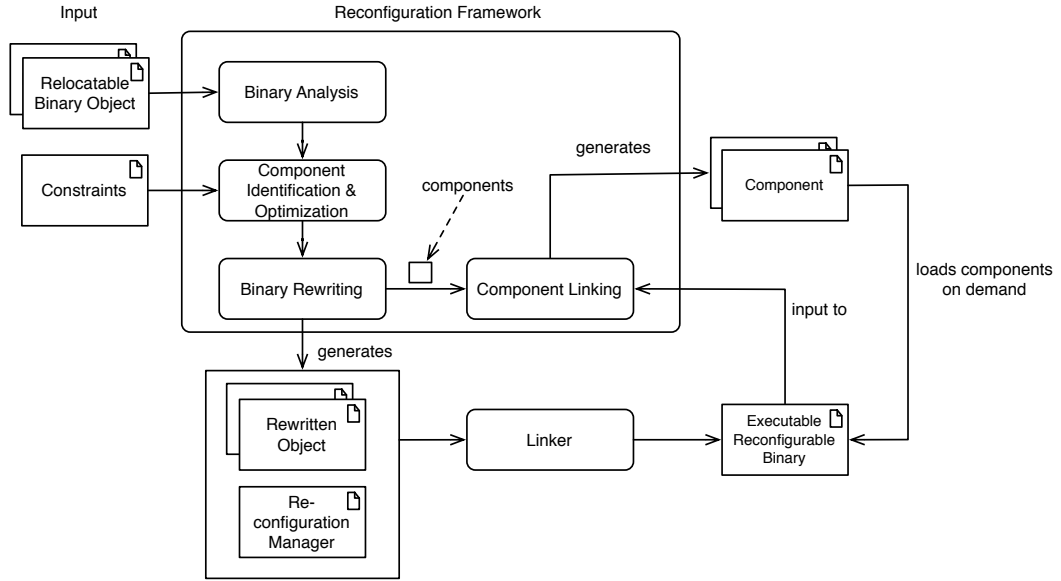 Input
Reconfiguration Framework
Relocatable
Binary Object
Binary Analysis
Constraints
Component
Identification &
Optimization
components
generates
Component
Binary Rewriting
Component Linking
loads components
on demand
input to
generates
Rewritten
Object
Linker
Executable
Reconfigurable
Binary
Re-
configuration
Manager